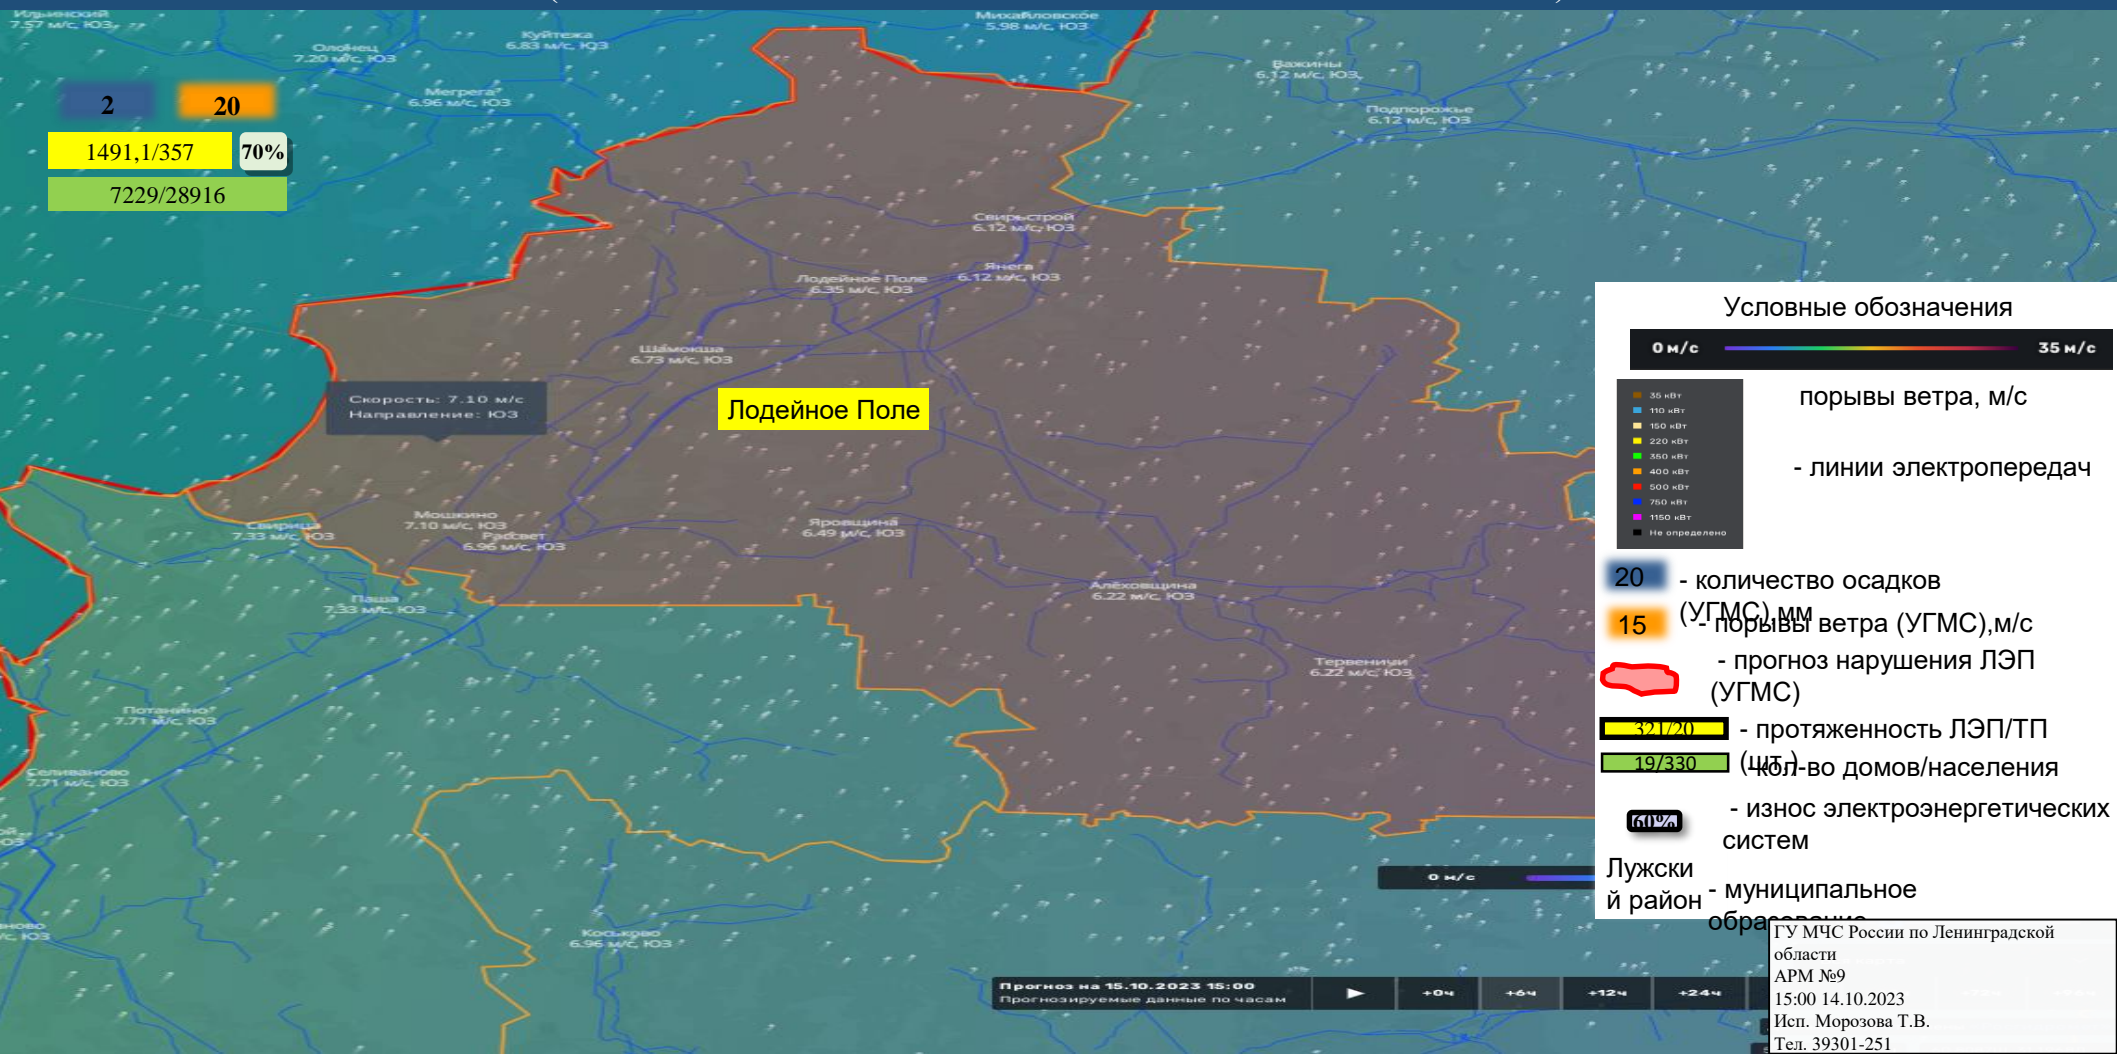 Ильинский
7.57 м/с, ЮЗ
Олонец
7.20 м/с, ЮЗ
Куйтежа
6.83 м/с, ЮЗ
Михайловское
5.98 м/с, ЮЗ
Мегрега
6.96 м/с, ЮЗ
Важины
6.12 м/с, ЮЗ
Подпорожье
6.12 м/с, ЮЗ
2
20
1491,1/357
70%
7229/28916
Свирьстрой
6.12 м/с, ЮЗ
Янега
6.12 м/с, ЮЗ
Лодейное Поле
6.35 м/с, ЮЗ
Шамокша
6.73 м/с, ЮЗ
Скорость: 7.10 м/с
Направление: ЮЗ
Лодейное Поле
Свирица
7.33 м/с, ЮЗ
Мошкино
7.10 м/с, ЮЗ
Рассвет
6.96 м/с, ЮЗ
Яровщина
6.49 м/с, ЮЗ
Паша
7.33 м/с, ЮЗ
Алёховщина
6.22 м/с, ЮЗ
Тервеничи
6.22 м/с, ЮЗ
Потанино
7.71 м/с, ЮЗ
Селиваново
7.71 м/с, ЮЗ
Коськово
6.96 м/с, ЮЗ
0 м/с
Прогноз на 15.10.2023 15:00
Прогнозируемые данные по часам
+0ч
+6ч
+12ч
+24ч
Условные обозначения
0 м/с
35 м/с
порывы ветра, м/с
35 кВт
110 кВт
150 кВт
220 кВт
350 кВт
400 кВт
500 кВт
750 кВт
1150 кВт
Не определено
- линии электропередач
20
- количество осадков
(УГМС),мм
15
- порывы ветра (УГМС),м/с
- прогноз нарушения ЛЭП
(УГМС)
321/20
- протяженность ЛЭП/ТП
(шт.)
19/330
- кол-во домов/населения
60%
- износ электроэнергетических
систем
Лужски
й район
- муниципальное
образование
ГУ МЧС России по Ленинградской
области
АРМ №9
15:00 14.10.2023
Исп. Морозова Т.В.
Тел. 39301-251